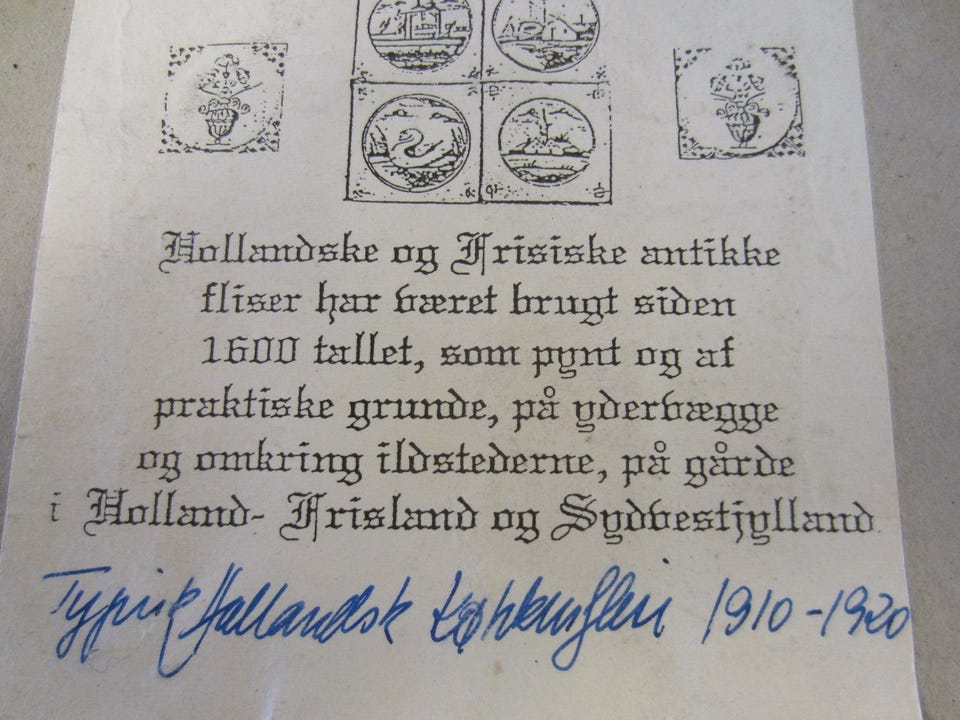 Hollandske og Frisiske antikke
fliser har været brugt siden
1600 tallet, som pynt og af
praktiske grunde, på ydervægge
og omkring ildstederne, på gårde
i Holland- Frisland og Sydvestjylland
Typisk Hollandsk 1910-1920